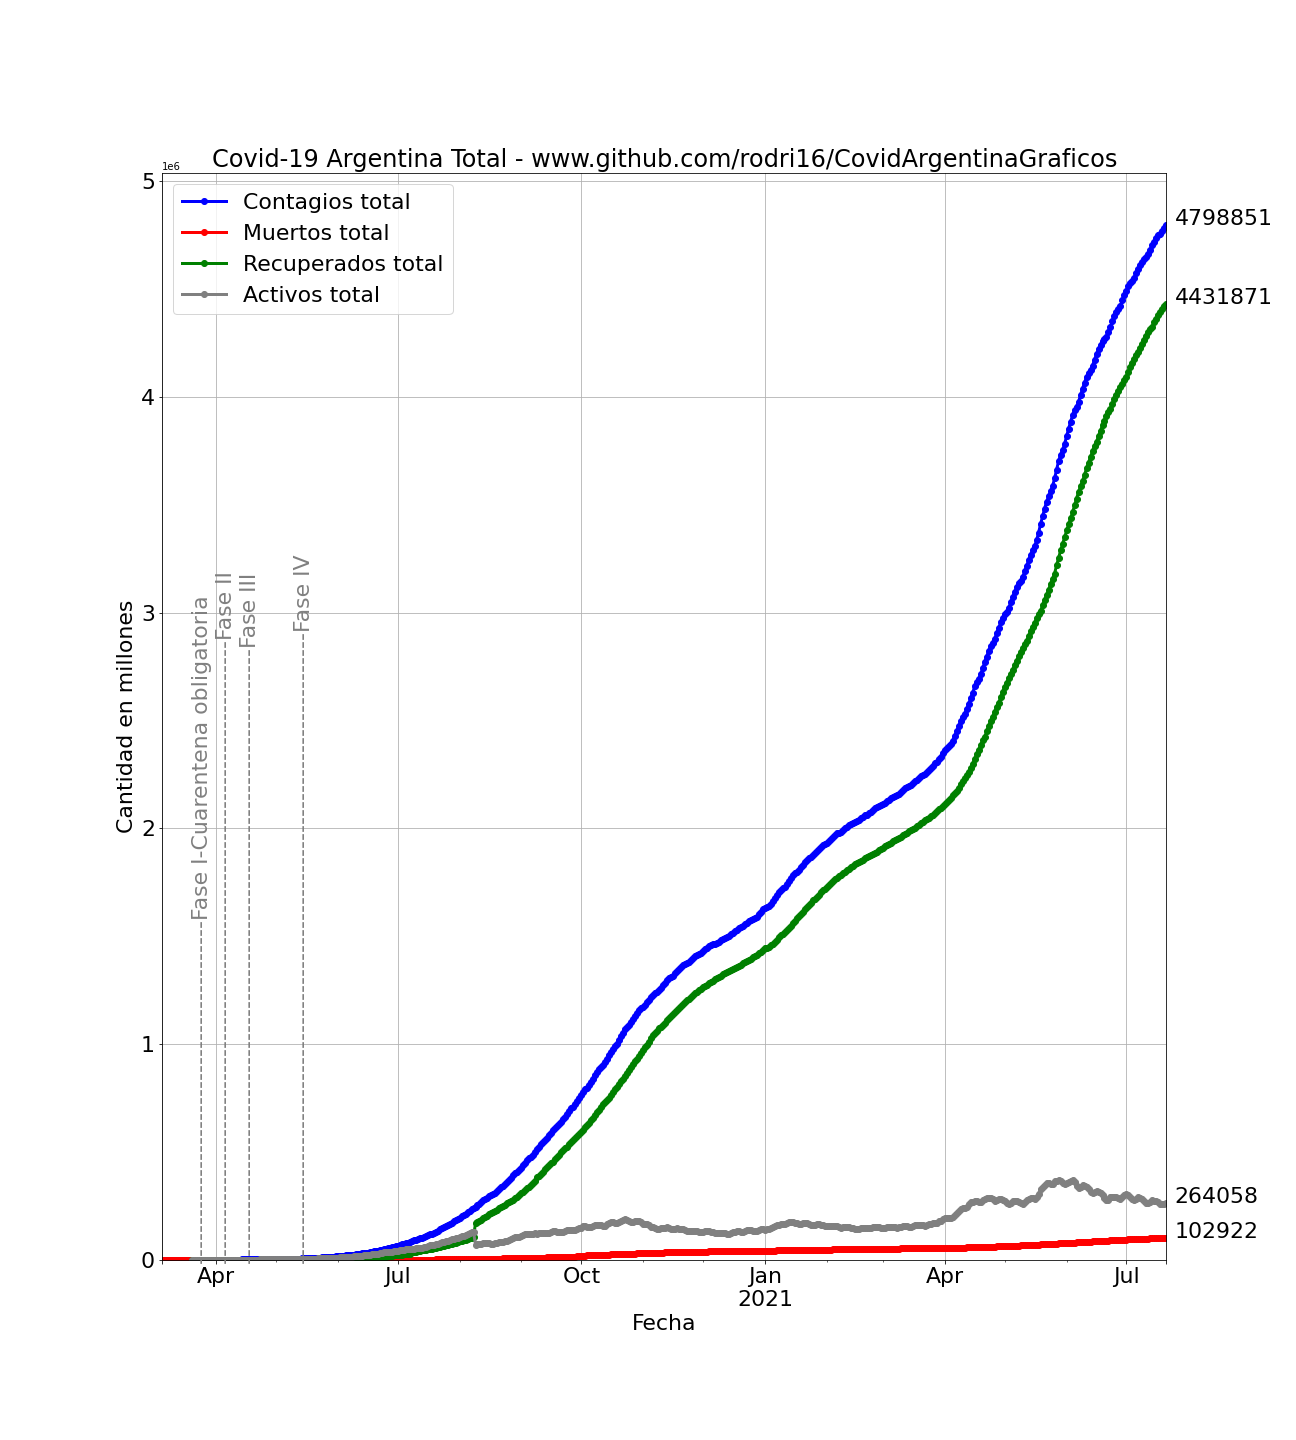 Covid-19 Argentina Total - www.github.com/rodri16/CovidArgentinaGraficos
1e6
5
4
3
2
1
0
Cantidad en millones
Contagios total
Muertos total
Recuperados total
Activos total
Fase I-Cuarentena obligatoria
Fase II
Fase III
Fase IV
4798851
4431871
264058
102922
Apr
Jul
Oct
Jan
2021
Apr
Jul
Fecha